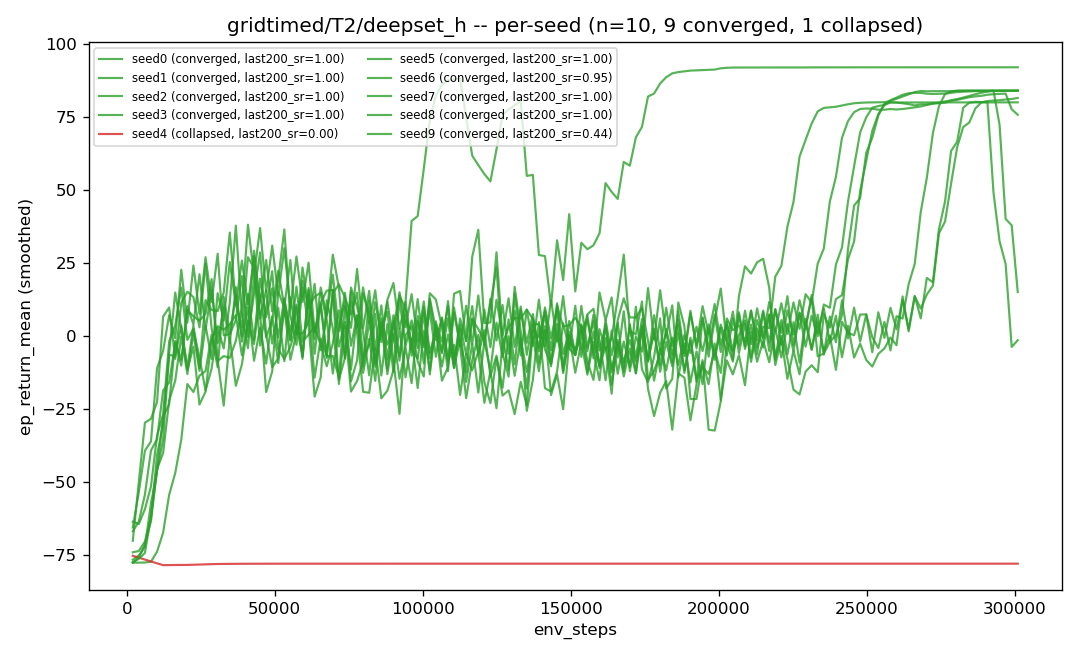 gridtimed/T2/deepset_h -- per-seed (n=10, 9 converged, 1 collapsed)
100
75
50
25
0
−25
−50
−75
ep_return_mean (smoothed)
seed0 (converged, last200_sr=1.00)
seed1 (converged, last200_sr=1.00)
seed2 (converged, last200_sr=1.00)
seed3 (converged, last200_sr=1.00)
seed4 (collapsed, last200_sr=0.00)
seed5 (converged, last200_sr=1.00)
seed6 (converged, last200_sr=0.95)
seed7 (converged, last200_sr=1.00)
seed8 (converged, last200_sr=1.00)
seed9 (converged, last200_sr=0.44)
0
50000
100000
150000
200000
250000
300000
env_steps